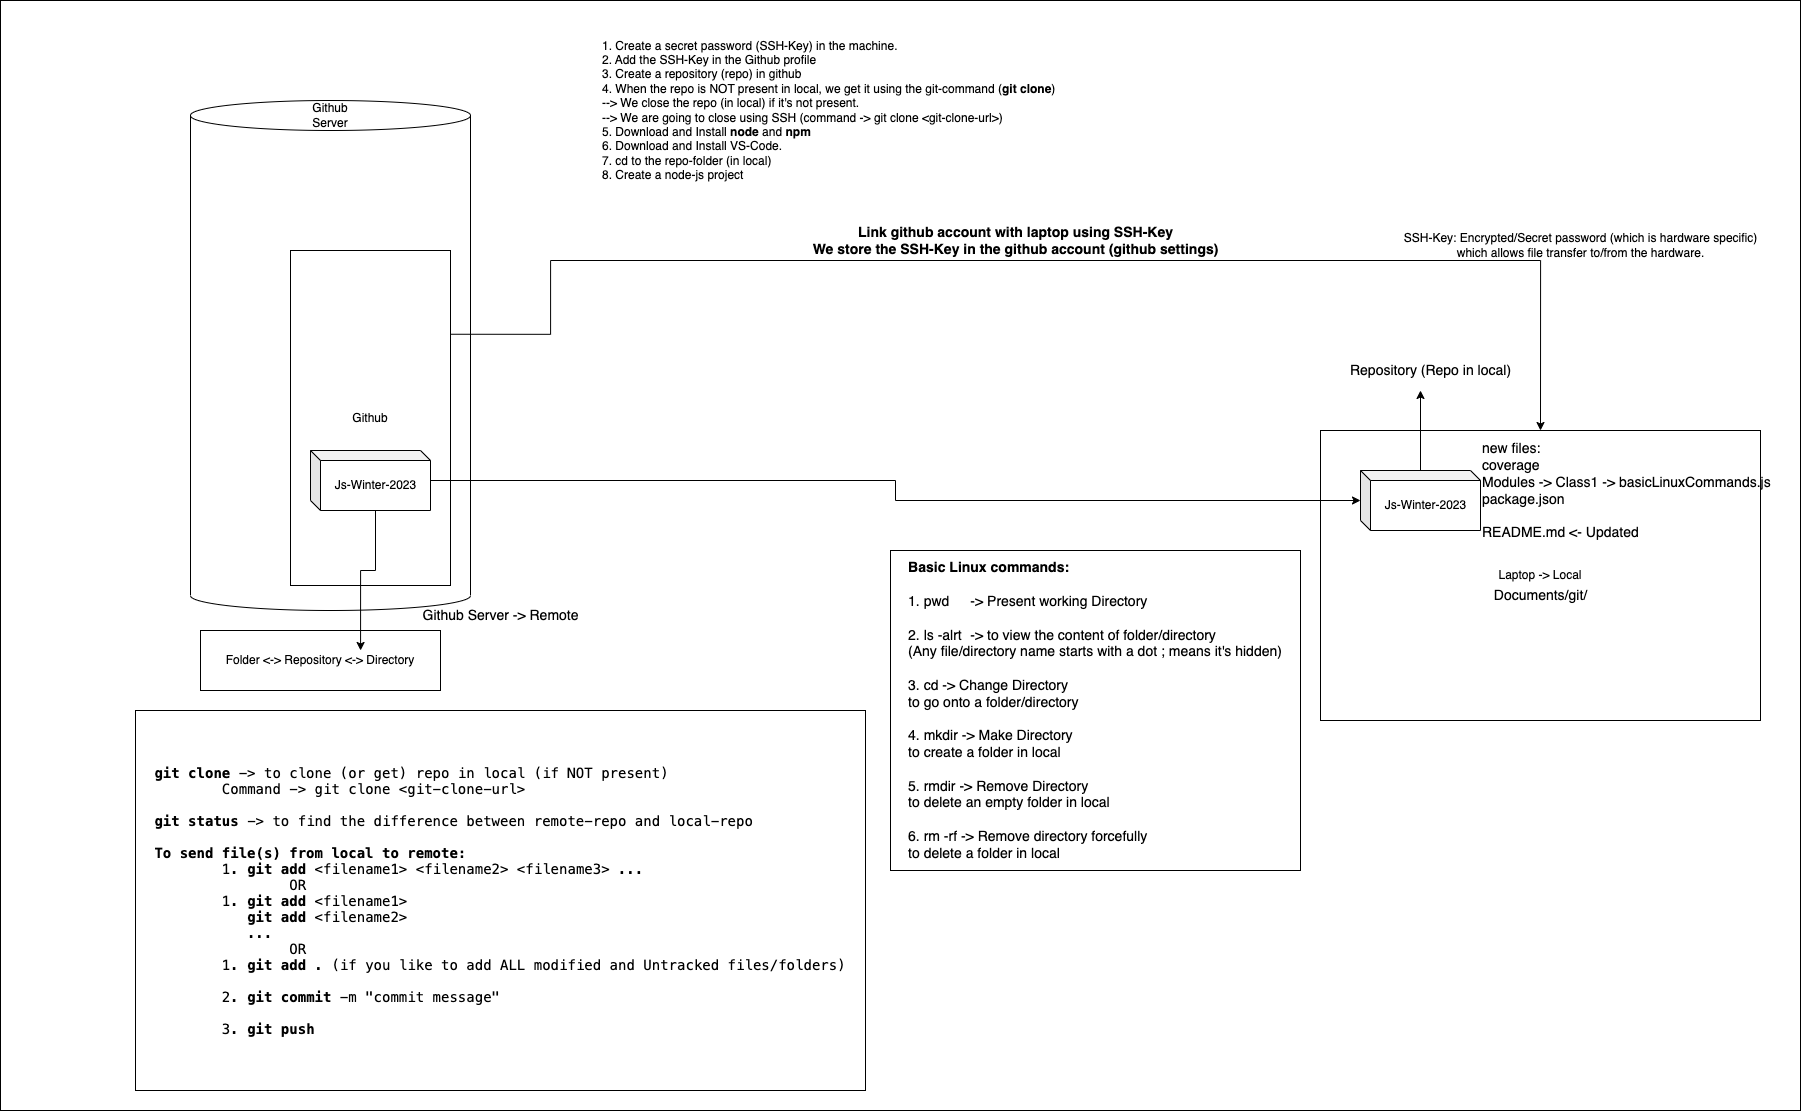 1. Create a secret password (SSH-Key) in the machine.
2. Add the SSH-Key in the Github profile
3. Create a repository (repo) in github
4. When the repo is NOT present in local, we get it using the git-command (git clone)
--> We close the repo (in local) if it's not present.
--> We are going to close using SSH (command -> git clone <git-clone-url>)
5. Download and Install node and npm
6. Download and Install VS-Code.
7. cd to the repo-folder (in local)
8. Create a node-js project
Github
Server
Link github account with laptop using SSH-Key
We store the SSH-Key in the github account (github settings)
SSH-Key: Encrypted/Secret password (which is hardware specific)
which allows file transfer to/from the hardware.
Github
Js-Winter-2023
Github Server -> Remote
Folder <-> Repository <-> Directory
Repository (Repo in local)
Js-Winter-2023
new files:
coverage
Modules -> Class1 -> basicLinuxCommands.js
package.json
README.md <- Updated
Laptop -> Local
Documents/git/
Basic Linux commands:
1. pwd -> Present working Directory
2. ls -alrt -> to view the content of folder/directory
(Any file/directory name starts with a dot ; means it's hidden)
3. cd -> Change Directory
to go onto a folder/directory
4. mkdir -> Make Directory
to create a folder in local
5. rmdir -> Remove Directory
to delete an empty folder in local
6. rm -rf -> Remove directory forcefully
to delete a folder in local
git clone -> to clone (or get) repo in local (if NOT present)
Command -> git clone <git-clone-url>
git status -> to find the difference between remote-repo and local-repo
To send file(s) from local to remote:
1. git add <filename1> <filename2> <filename3> ...
OR
1. git add <filename1>
git add <filename2>
...
OR
1. git add . (if you like to add ALL modified and Untracked files/folders)
2. git commit -m "commit message"
3. git push